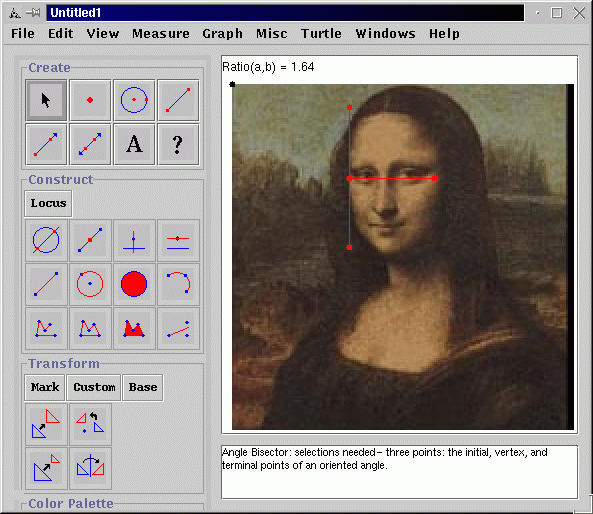 Untitled1
File Edit View Measure Graph Misc Turtle Windows Help
Create
A ?
Construct
Locus
Transform
Mark Custom Base
Color Palette
Ratio(a,b) = 1.64
Angle Bisector: selections needed– three points: the initial, vertex, and
terminal points of an oriented angle.